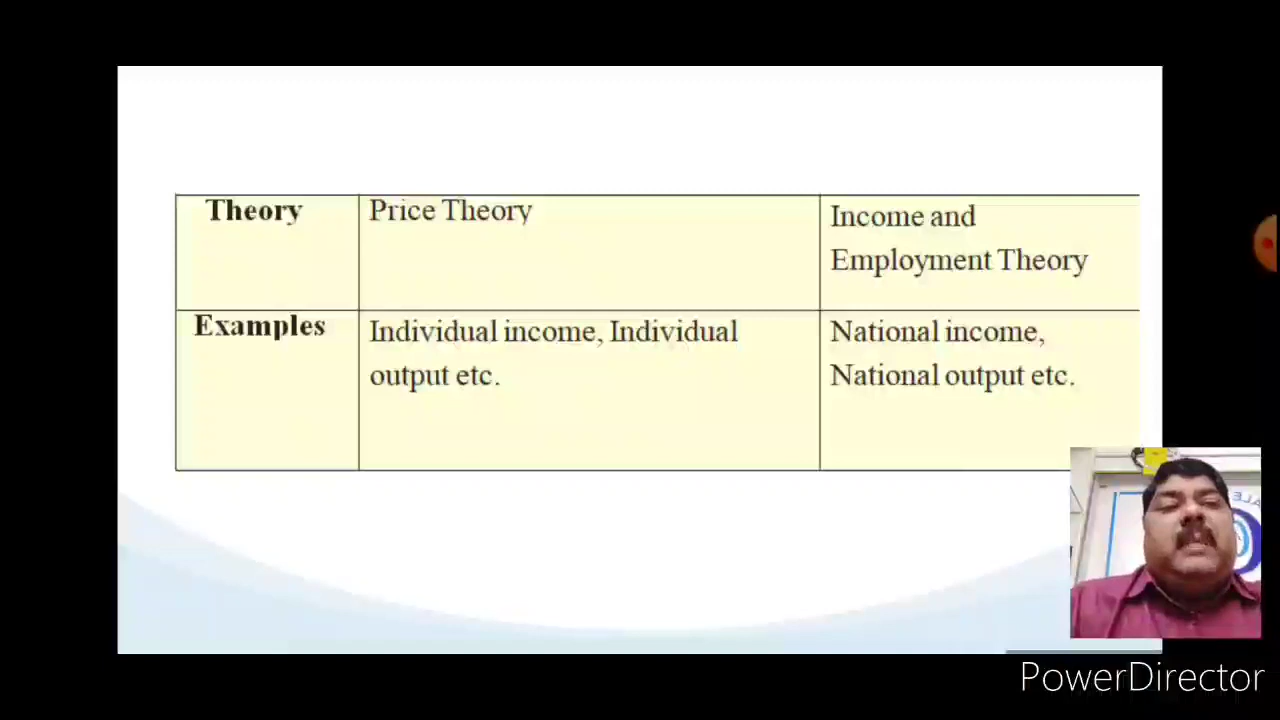 Theory
Price Theory
Income and
Employment Theory
Examples
Individual income, Individual
output etc.
National income,
National output etc.
PowerDirector